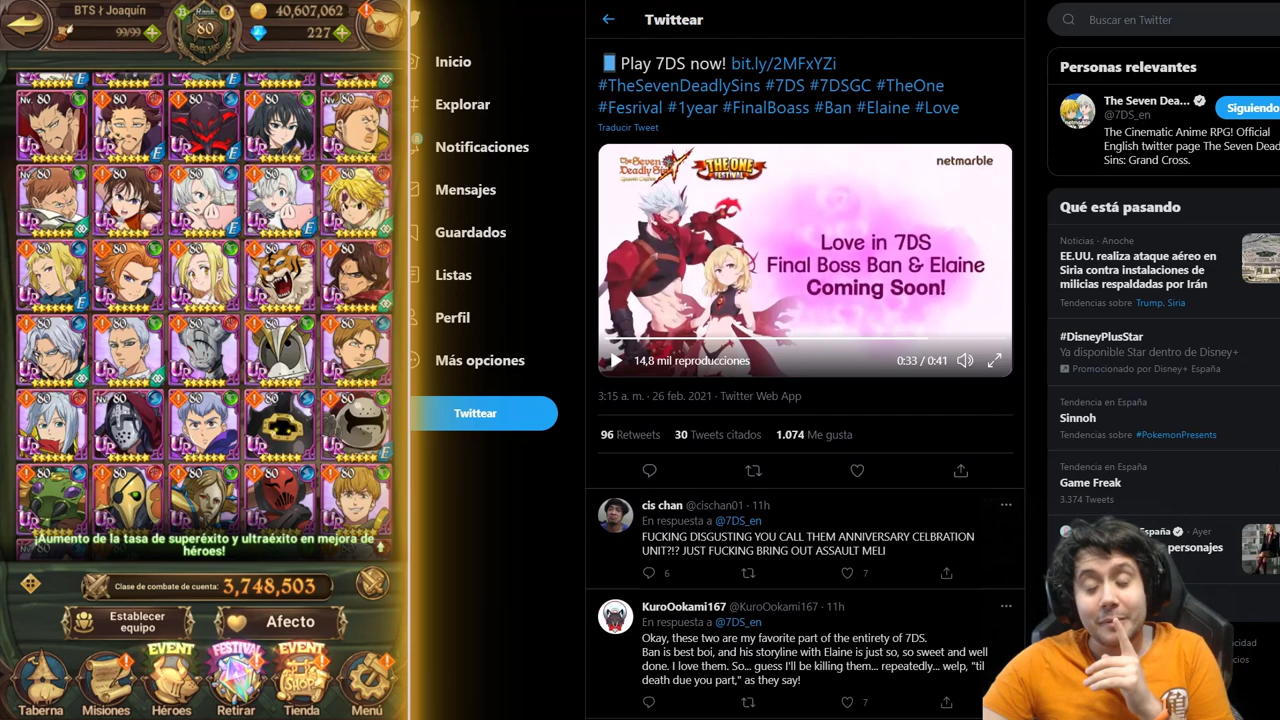 BTS ł Joaquín
Rank
80
99/99
40,607,062
227
¡Aumento de la tasa de superéxito y ultraéxito en mejora de
héroes!
Clase de combate de cuenta: 3,748,503
Establecer
equipo
Afecto
EVENT
FESTIVAL
EVENT
SHOP
Taberna
Misiones
Héroes
Retirar
Tienda
Menú
Inicio
Explorar
Notificaciones
Mensajes
Guardados
Listas
Perfil
Más opciones
Twittear
Twittear
Play 7DS now! bit.ly/2MFxYZi
#TheSevenDeadlySins #7DS #7DSGC #TheOne
#Fesrival #1year #FinalBoass #Ban #Elaine #Love
Traducir Tweet
The Seven
Deadly Sins
THE ONE
FESTIVAL
netmarble
Love in 7DS
Final Boss Ban & Elaine
Coming Soon!
14,8 mil reproducciones
0:33 / 0:41
3:15 a. m. · 26 feb. 2021 · Twitter Web App
96 Retweets 30 Tweets citados 1.074 Me gusta
cis chan @cischan01 · 11h
En respuesta a @7DS_en
FUCKING DISGUSTING YOU CALL THEM ANNIVERSARY CELBRATION
UNIT?!? JUST FUCKING BRING OUT ASSAULT MELI
6
7
KuroOokami167 @KuroOokami167 · 11h
En respuesta a @7DS_en
Okay, these two are my favorite part of the entirety of 7DS.
Ban is best boi, and his storyline with Elaine is just so, so sweet and well
done. I love them. So... guess I'll be killing them... repeatedly... welp, "til
death due you part," as they say!
7
Buscar en Twitter
Personas relevantes
The Seven Dea...
@7DS_en
Siguiendo
The Cinematic Anime RPG! Official
English twitter page The Seven Dead
Sins: Grand Cross.
Qué está pasando
Noticias · Anoche
EE.UU. realiza ataque aéreo en
Siria contra instalaciones de
milicias respaldadas por Irán
Tendencias sobre Trump, Siria
#DisneyPlusStar
Ya disponible Star dentro de Disney+
Promocionado por Disney+ España
Tendencia en España
Sinnoh
Tendencias sobre #PokemonPresents
Tendencia en España
Game Freak
3.374 Tweets
España · Ayer
personajes